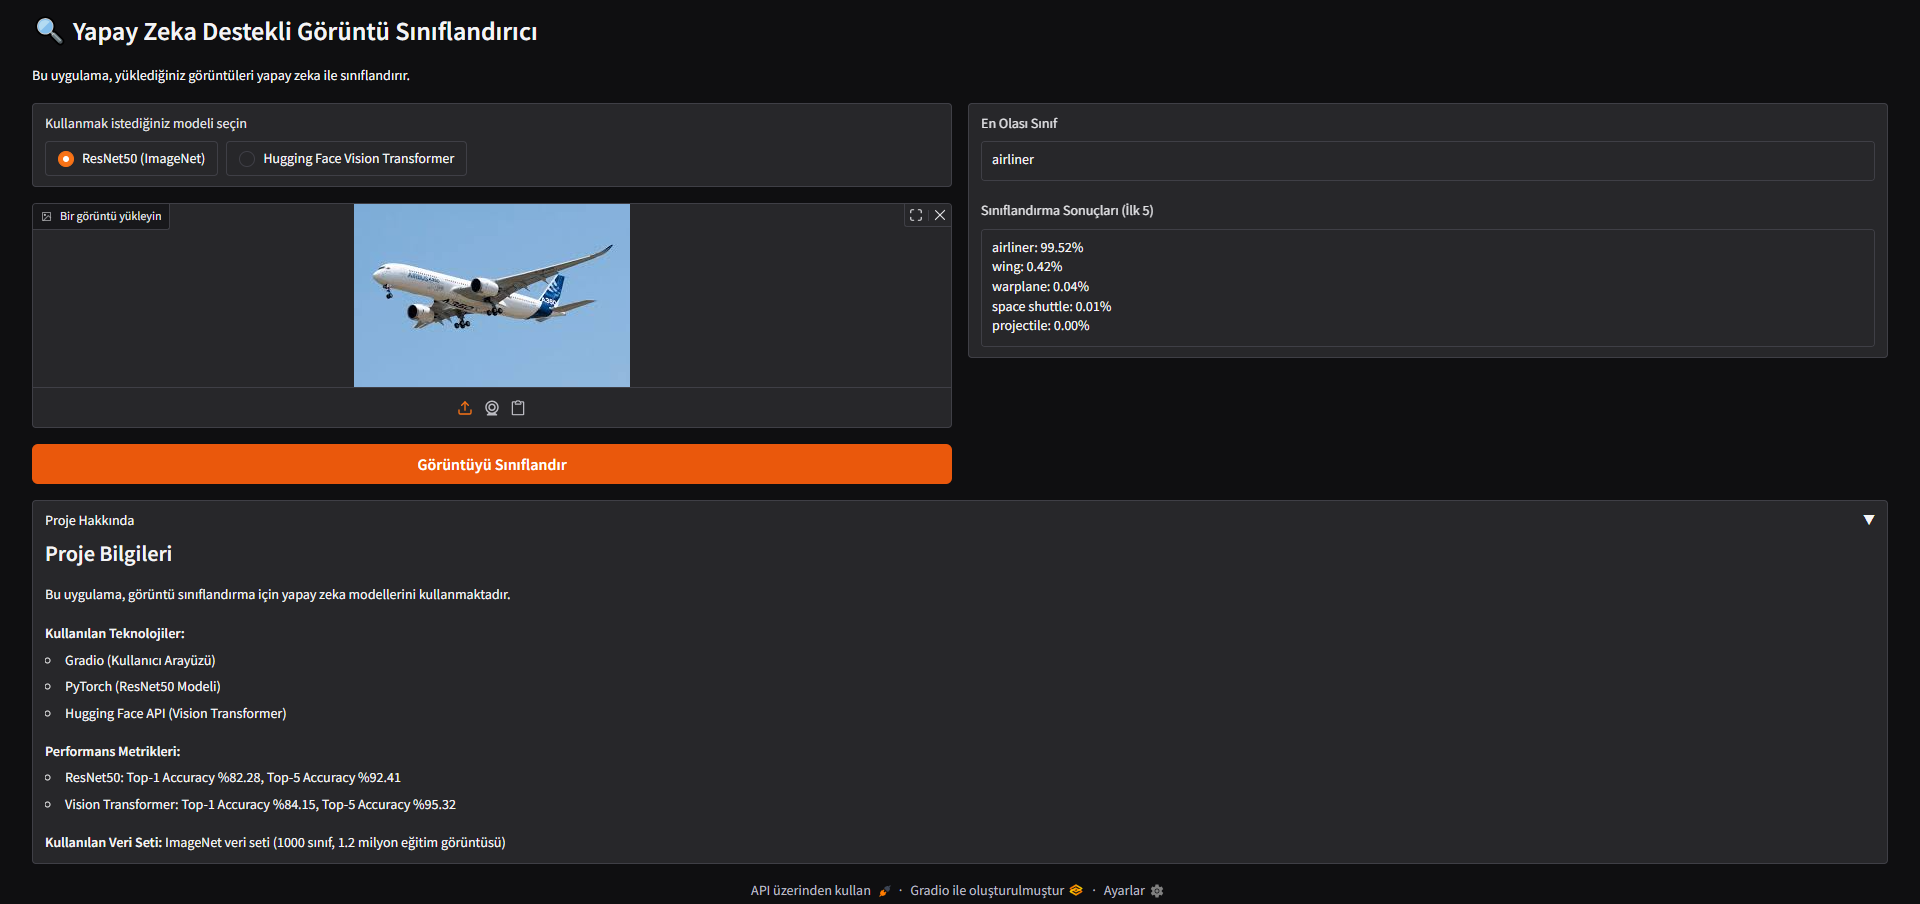 Yapay Zeka Destekli Görüntü Sınıflandırıcı
Bu uygulama, yüklediğiniz görüntüleri yapay zeka ile sınıflandırır.
Kullanmak istediğiniz modeli seçin
ResNet50 (ImageNet)
Hugging Face Vision Transformer
Bir görüntü yükleyin
AIRBUS A350
A350
A350
Görüntüyü Sınıflandır
En Olası Sınıf
airliner
Sınıflandırma Sonuçları (İlk 5)
airliner: 99.52%
wing: 0.42%
warplane: 0.04%
space shuttle: 0.01%
projectile: 0.00%
Proje Hakkında
Proje Bilgileri
Bu uygulama, görüntü sınıflandırma için yapay zeka modellerini kullanmaktadır.
Kullanılan Teknolojiler:
Gradio (Kullanıcı Arayüzü)
PyTorch (ResNet50 Modeli)
Hugging Face API (Vision Transformer)
Performans Metrikleri:
ResNet50: Top-1 Accuracy %82.28, Top-5 Accuracy %92.41
Vision Transformer: Top-1 Accuracy %84.15, Top-5 Accuracy %95.32
Kullanılan Veri Seti: ImageNet veri seti (1000 sınıf, 1.2 milyon eğitim görüntüsü)
API üzerinden kullan · Gradio ile oluşturulmuştur · Ayarlar